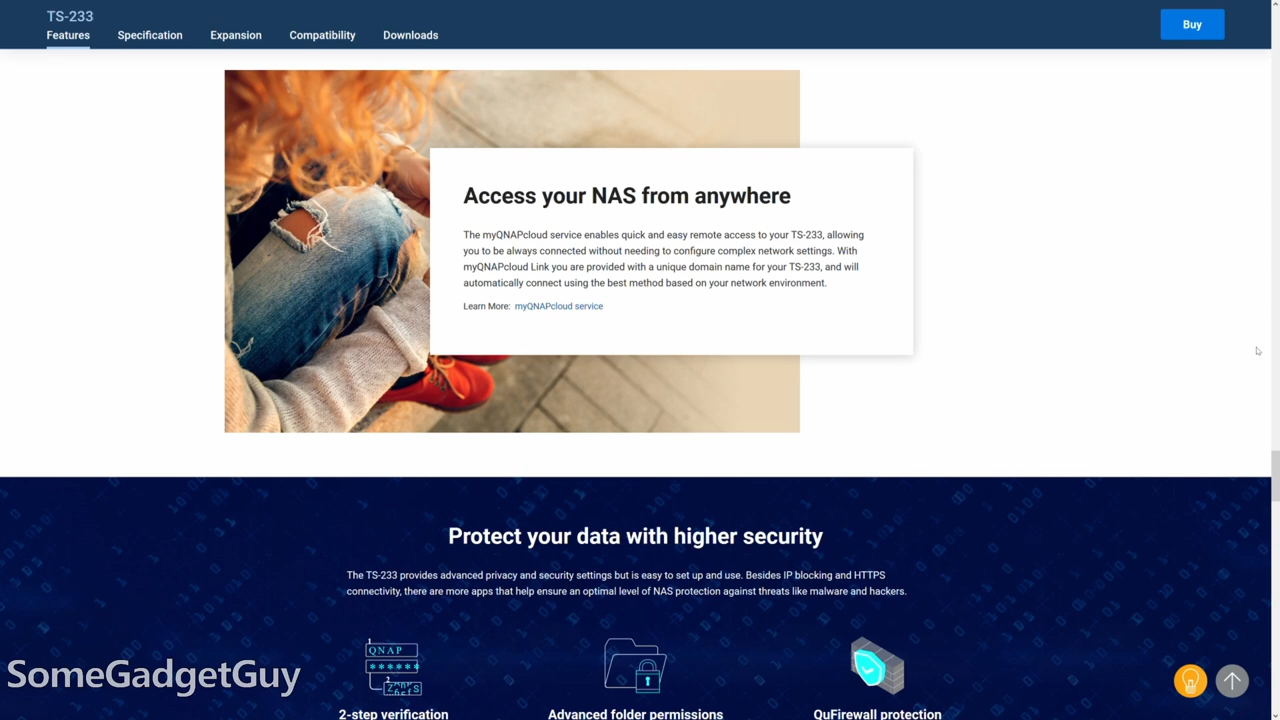 TS-233
Features Specification Expansion Compatibility Downloads
Buy
Access your NAS from anywhere
The myQNAPcloud service enables quick and easy remote access to your TS-233, allowing
you to be always connected without needing to configure complex network settings. With
myQNAPcloud Link you are provided with a unique domain name for your TS-233, and will
automatically connect using the best method based on your network environment.
Learn More: myQNAPcloud service
Protect your data with higher security
The TS-233 provides advanced privacy and security settings but is easy to set up and use. Besides IP blocking and HTTPS
connectivity, there are more apps that help ensure an optimal level of NAS protection against threats like malware and hackers.
1
QNAP
******
2
SomeGadgetGuy
2-step verification Advanced folder permissions QuFirewall protection